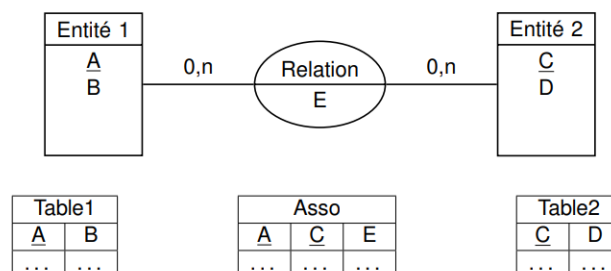 Entité 1
A
B
0,n
Relation
E
0,n
Entité 2
C
D
Table1
A B
... ...
Asso
A C E
... ... ...
Table2
C D
... ...